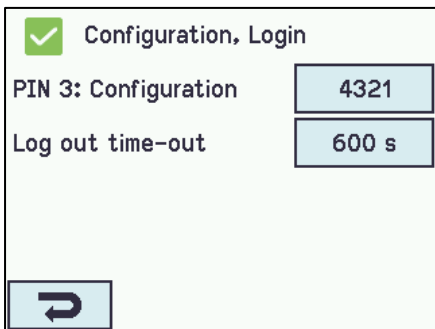 Configuration, Login
PIN 3: Configuration 4321
Log out time-out 600 s